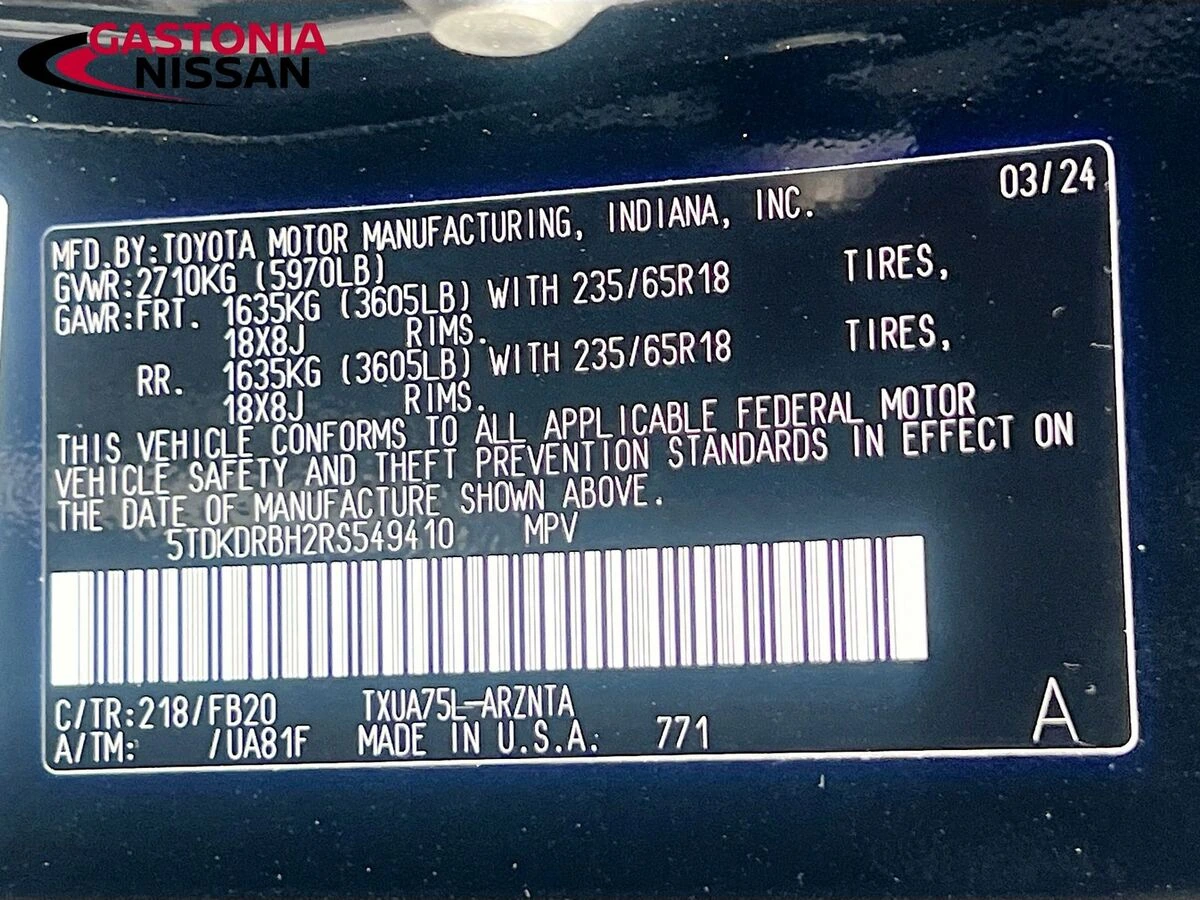 GASTONIA
NISSAN
03/24
MFD.BY:TOYOTA MOTOR MANUFACTURING, INDIANA, INC.
GVWR:2710KG (5970LB)
GAWR:FRT. 1635KG (3605LB) WITH 235/65R18 TIRES,
18X8J RIMS.
RR. 1635KG (3605LB) WITH 235/65R18 TIRES,
18X8J RIMS.
THIS VEHICLE CONFORMS TO ALL APPLICABLE FEDERAL MOTOR
VEHICLE SAFETY AND THEFT PREVENTION STANDARDS IN EFFECT ON
THE DATE OF MANUFACTURE SHOWN ABOVE.
5TDKDRBH2RS549410 MPV
C/TR:218/FB20 TXUA75L-ARZNTA
A/TM: /UA81F MADE IN U.S.A. 771
A